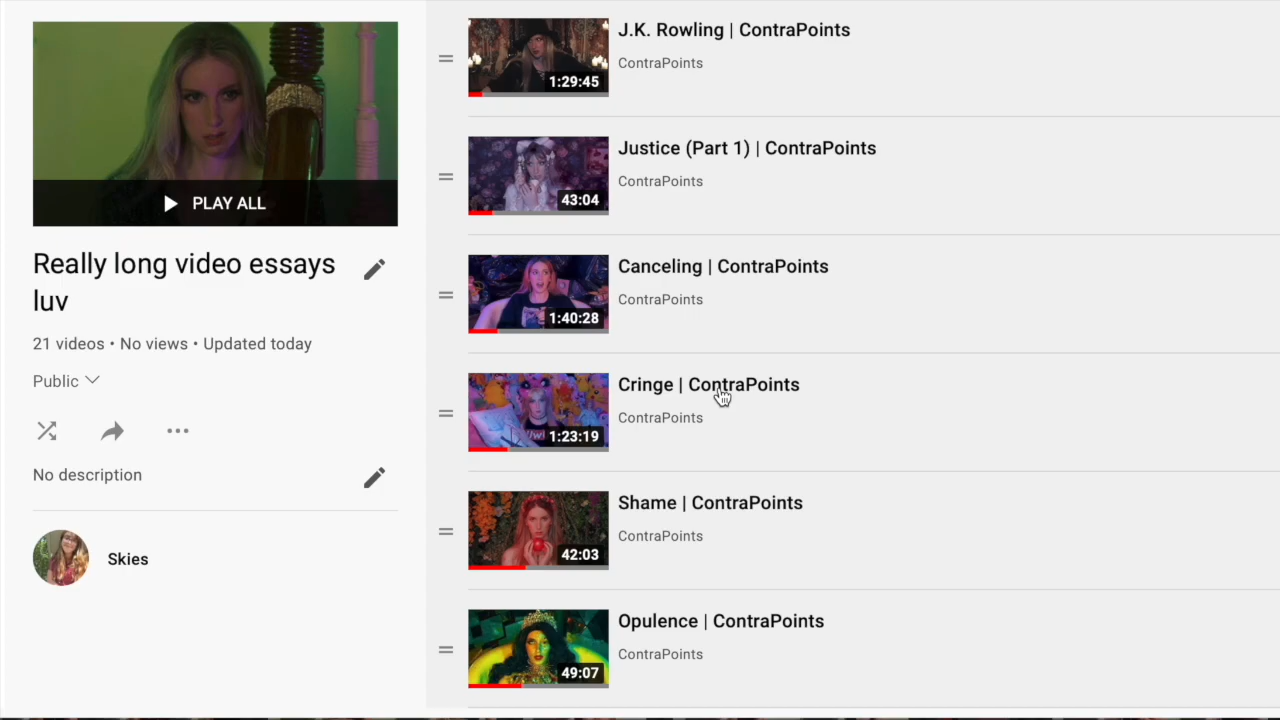 PLAY ALL
Really long video essays
luv
21 videos • No views • Updated today
Public
No description
Skies
J.K. Rowling | ContraPoints
ContraPoints
1:29:45
Justice (Part 1) | ContraPoints
ContraPoints
43:04
Canceling | ContraPoints
ContraPoints
1:40:28
Cringe | ContraPoints
ContraPoints
1:23:19
Shame | ContraPoints
ContraPoints
42:03
Opulence | ContraPoints
ContraPoints
49:07